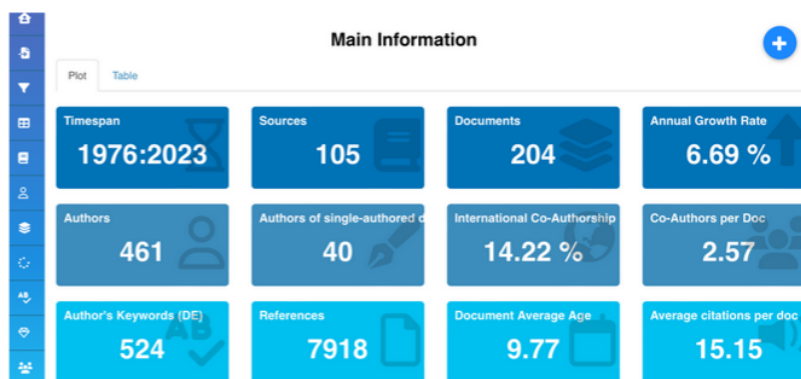 Main Information
Plot Table
Timespan
1976:2023
Sources
105
Documents
204
Annual Growth Rate
6.69 %
Authors
461
Authors of single-authored d
40
International Co-Authorship
14.22 %
Co-Authors per Doc
2.57
Author's Keywords (DE)
524
References
7918
Document Average Age
9.77
Average citations per doc
15.15